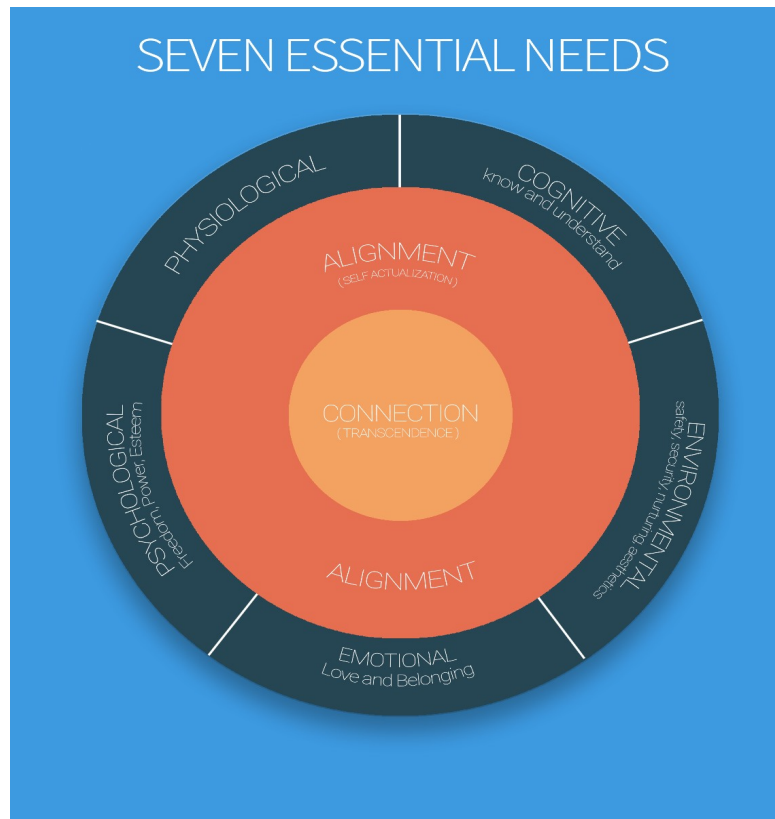 SEVEN ESSENTIAL NEEDS
PHYSIOLOGICAL
COGNITIVE
know and understand
ALIGNMENT
(SELF ACTUALIZATION)
CONNECTION
(TRANSCENDENCE)
PSYCHOLOGICAL
Freedom, Power, Esteem
ENVIRONMENTAL
safety, security, nurturing, aesthetics
ALIGNMENT
EMOTIONAL
Love and Belonging